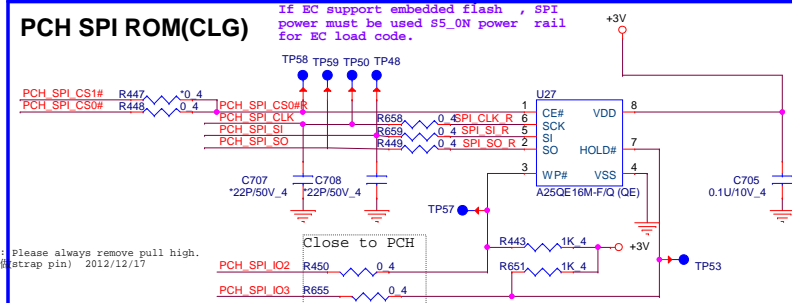 PCH SPI ROM(CLG)
If EC support embedded flash , SPI
power must be used S5_0N power rail
for EC load code.
+3V
TP58 TP59 TP50 TP48
PCH_SPI_CS1# R447 *0_4
PCH_SPI_CS0# R448 0_4
U27
PCH_SPI_CS0#R 1 CE# VDD 8
PCH_SPI_CLK R658 0_4 SPI_CLK_R 6 SCK
PCH_SPI_SI R659 0_4 SPI_SI_R 5 SI
PCH_SPI_SO R449 0_4 SPI_SO_R 2 SO HOLD# 7
3 WP# VSS 4
A25QE16M-F/Q (QE)
C707 C708
*22P/50V_4 *22P/50V_4
C705
0.1U/10V_4
TP57
Close to PCH
R443 1K_4 +3V
: Please always remove pull high.
(strap pin) 2012/12/17
PCH_SPI_IO2 R450 0_4
R651 1K_4
TP53
PCH_SPI_IO3 R655 0_4